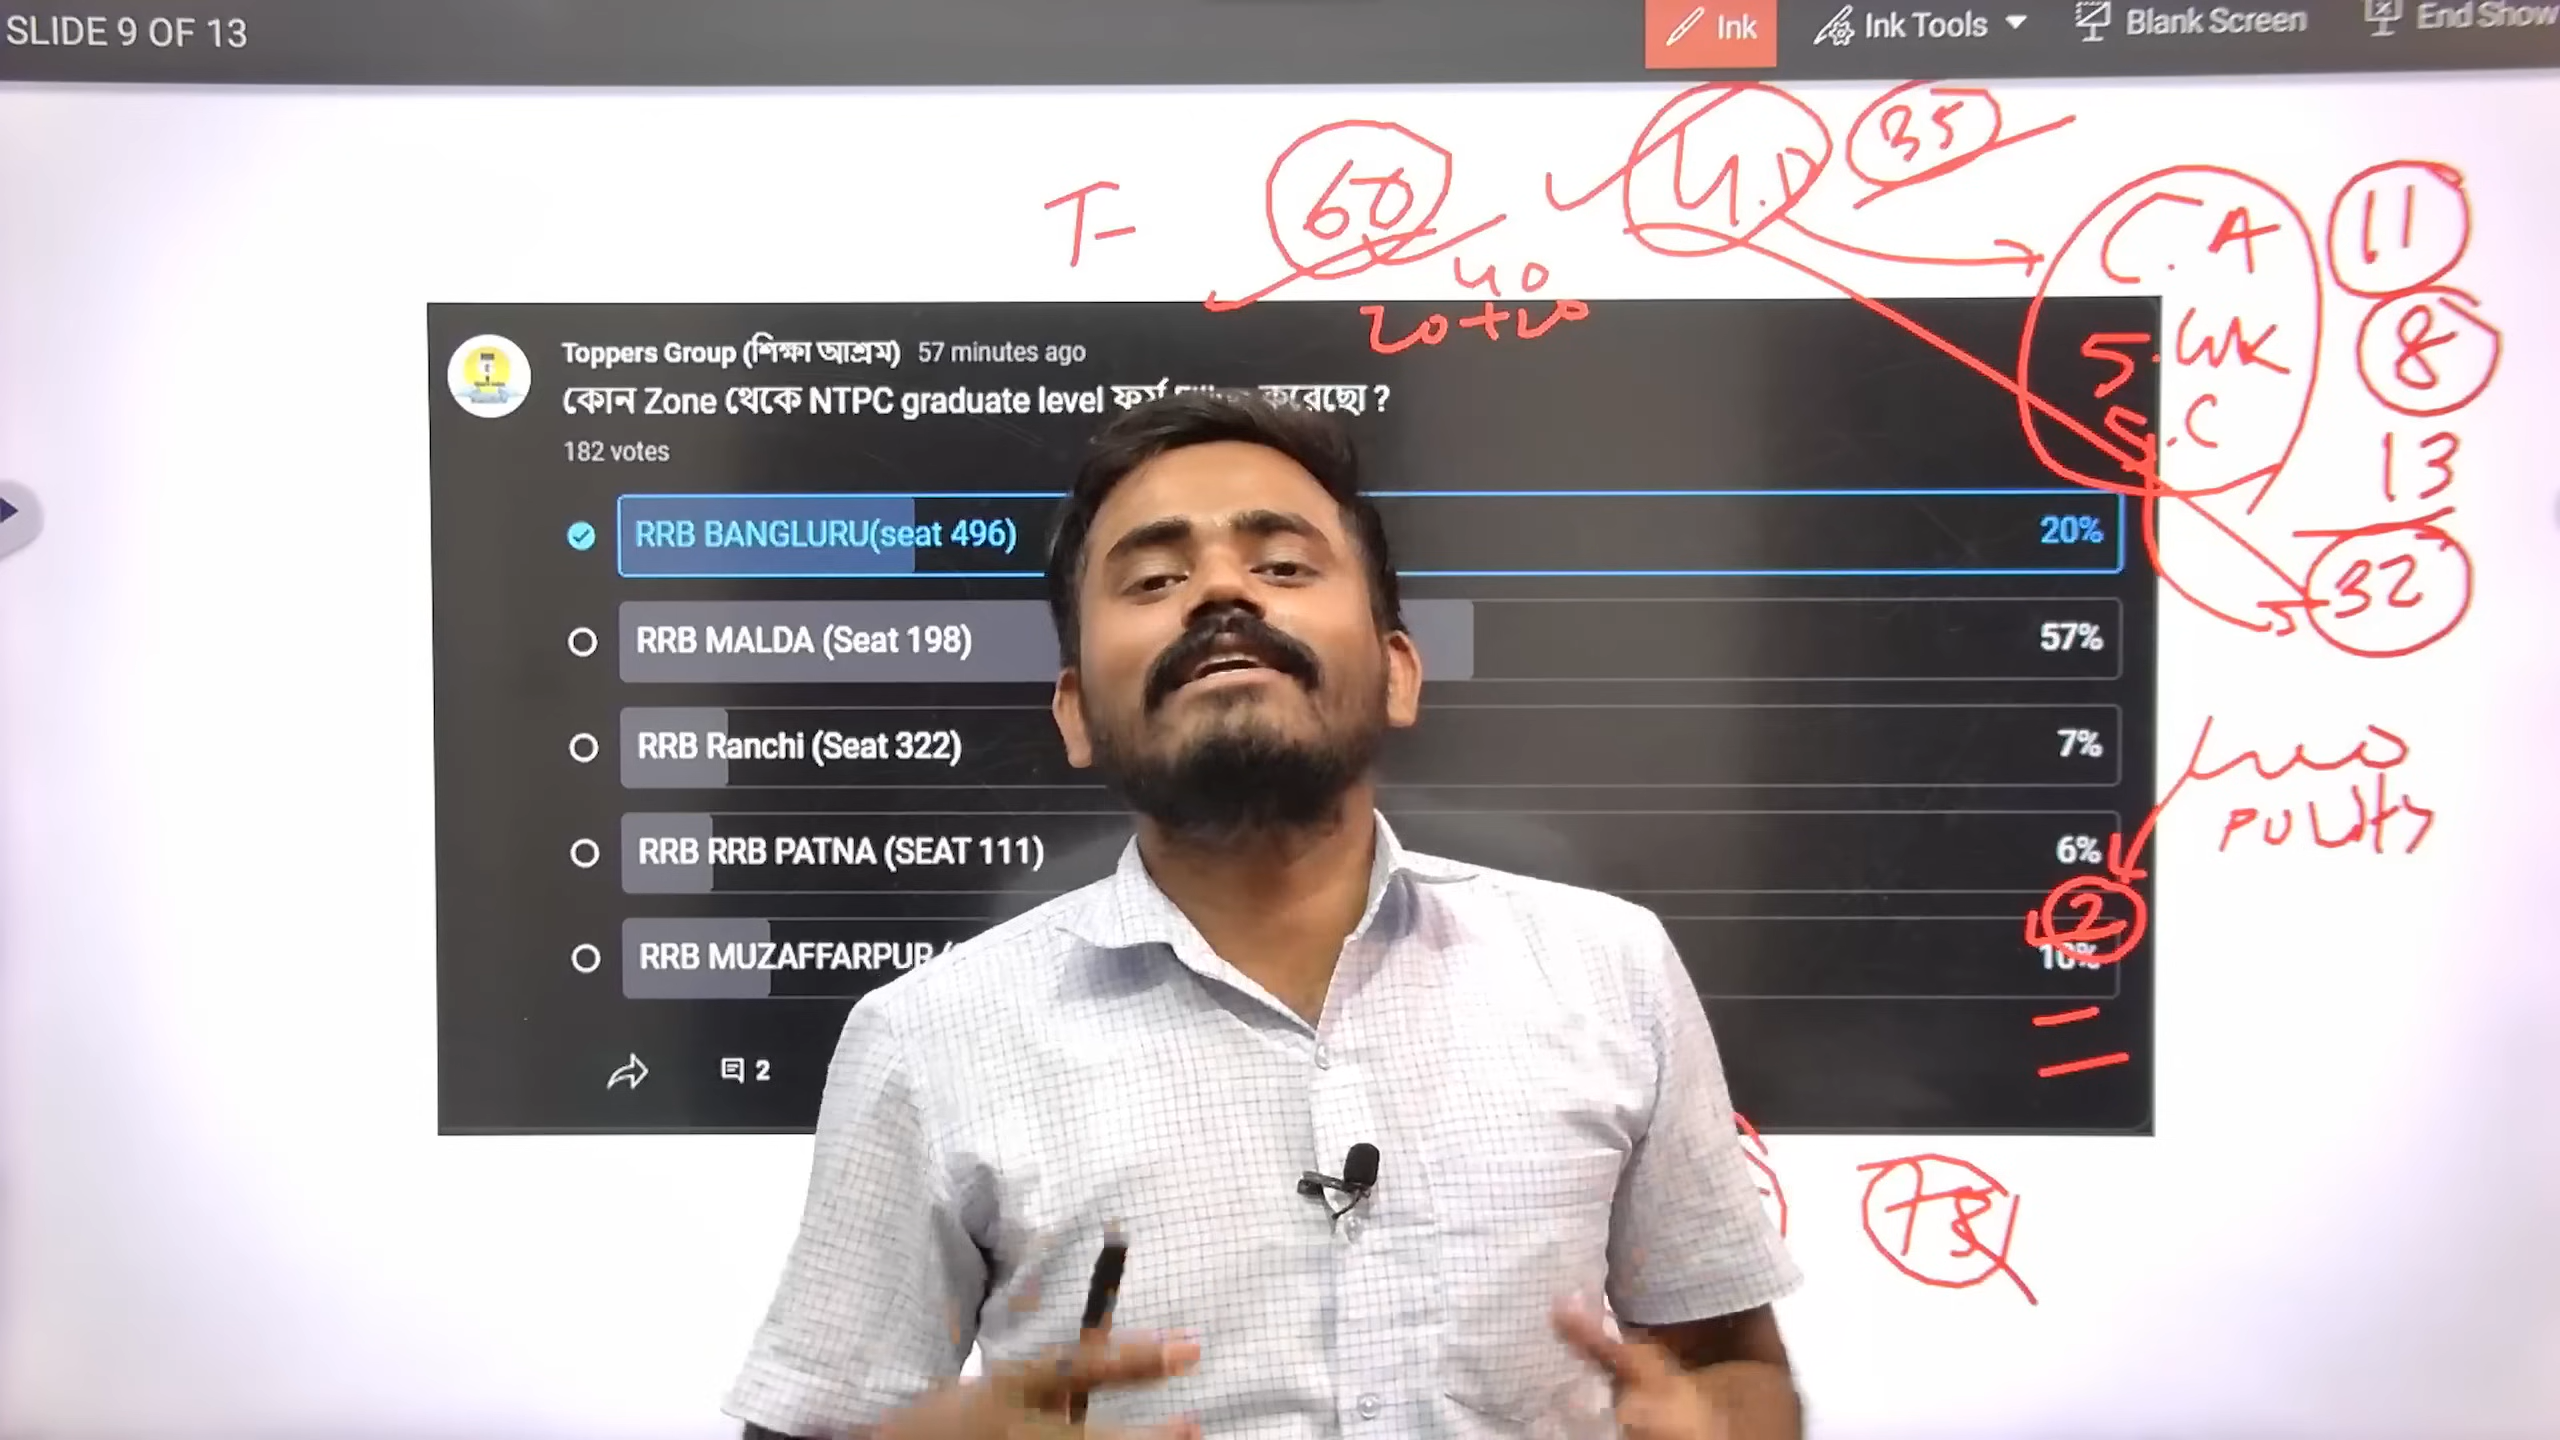 SLIDE 9 OF 13
Ink
Ink Tools
Blank Screen
End Show
T-
60
35
40
20+20
C.A
11
8
S.C
13
32
Toppers Group (শিক্ষা আশ্রম) 57 minutes ago
কোন Zone থেকে NTPC graduate level ফর্ম করেছো ?
182 votes
RRB BANGLURU(seat 496) 20%
RRB MALDA (Seat 198) 57%
RRB Ranchi (Seat 322) 7%
RRB RRB PATNA (SEAT 111) 6%
RRB MUZAFFARPUR 10%
2
2